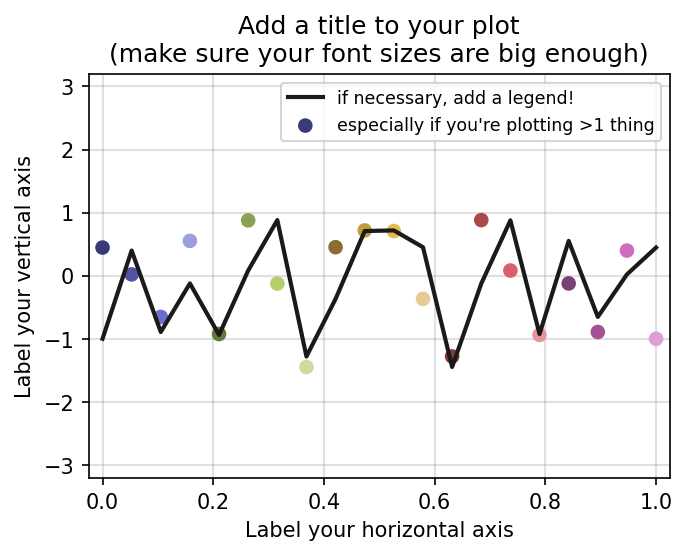 Add a title to your plot
(make sure your font sizes are big enough)
if necessary, add a legend!
especially if you're plotting >1 thing
Label your vertical axis
3
2
1
0
−1
−2
−3
0.0 0.2 0.4 0.6 0.8 1.0
Label your horizontal axis